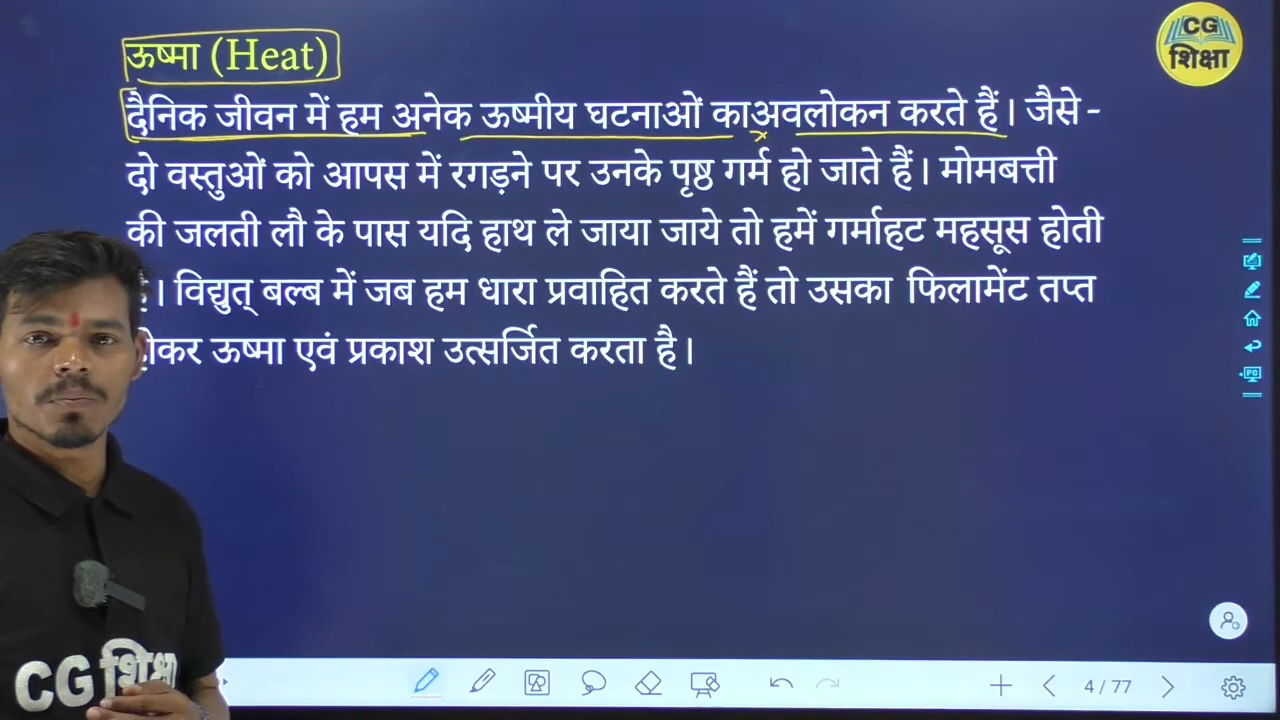 ऊष्मा (Heat)
CG
शिक्षा
दैनिक जीवन में हम अनेक ऊष्मीय घटनाओं काअवलोकन करते हैं। जैसे -
दो वस्तुओं को आपस में रगड़ने पर उनके पृष्ठ गर्म हो जाते हैं। मोमबत्ती
की जलती लौ के पास यदि हाथ ले जाया जाये तो हमें गर्माहट महसूस होती
है। विद्युत् बल्ब में जब हम धारा प्रवाहित करते हैं तो उसका फिलामेंट तप्त
होकर ऊष्मा एवं प्रकाश उत्सर्जित करता है।
PC
CG शिक्षा
4 / 77